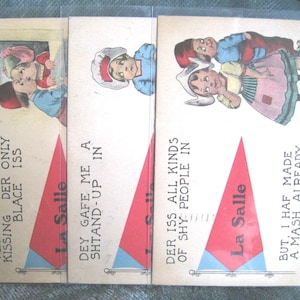 KISSING DER ONLY
BLACE ISS
La Salle
DEY GAFE ME A
SHTAND-UP IN
La Salle
DER ISS ALL KINDS
OF SHY PEOPLE IN
La Salle
BUT, I HAF MADE
A MASH ALREADY